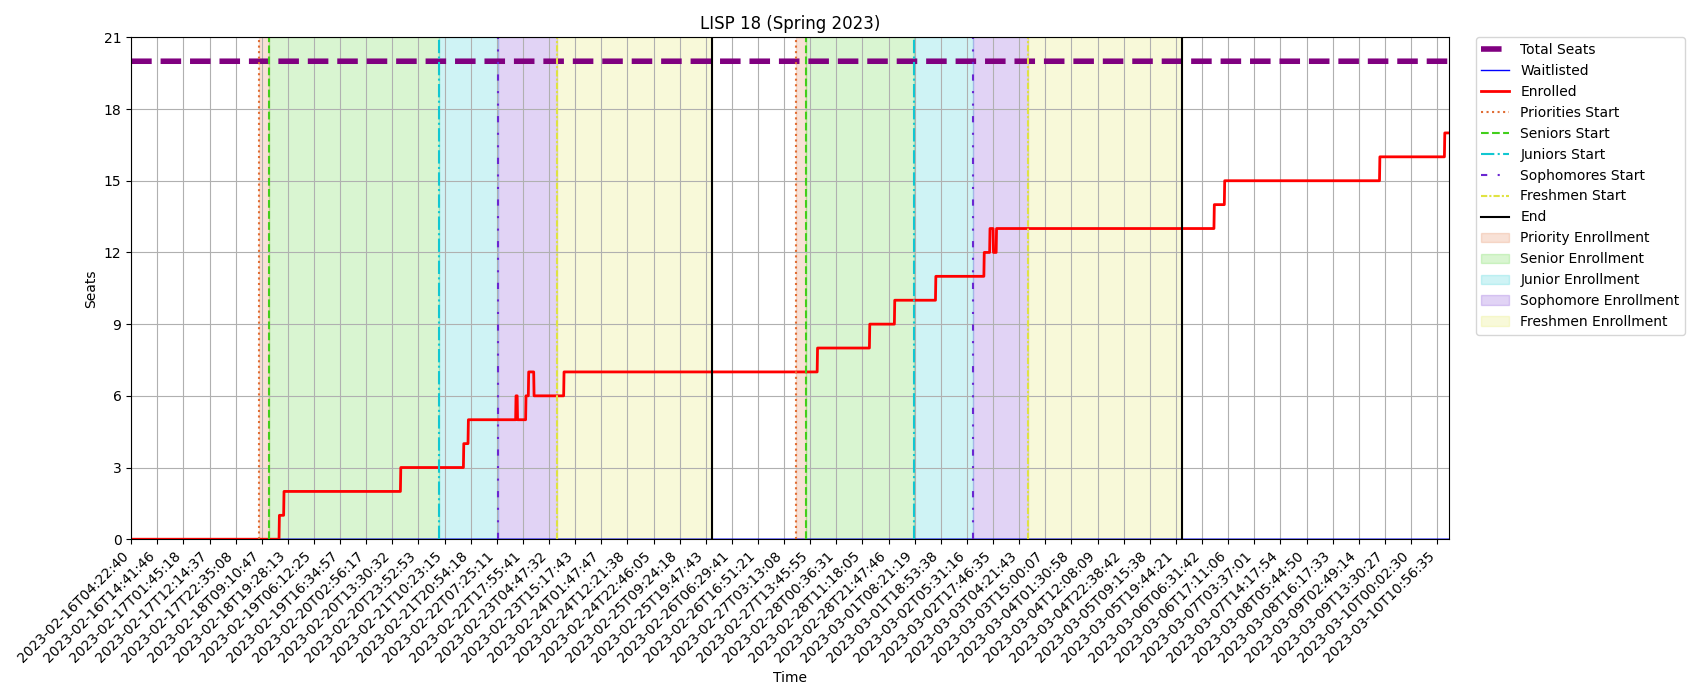 LISP 18 (Spring 2023)
21
18
15
12
9
6
3
0
Seats
2023-02-16T04:22:40
2023-02-16T14:41:46
2023-02-17T01:45:18
2023-02-17T12:14:37
2023-02-17T22:35:08
2023-02-18T09:10:47
2023-02-18T19:28:13
2023-02-19T06:12:25
2023-02-19T16:34:57
2023-02-20T02:56:17
2023-02-20T13:30:32
2023-02-20T23:52:53
2023-02-21T10:23:15
2023-02-21T20:54:18
2023-02-22T07:25:11
2023-02-22T17:55:41
2023-02-23T04:47:32
2023-02-23T15:17:43
2023-02-24T01:47:47
2023-02-24T12:21:38
2023-02-24T22:46:05
2023-02-25T09:24:18
2023-02-25T19:47:43
2023-02-26T06:29:41
2023-02-26T16:51:21
2023-02-27T03:13:08
2023-02-27T13:45:55
2023-02-28T00:36:31
2023-02-28T11:18:05
2023-02-28T21:47:46
2023-03-01T08:21:19
2023-03-01T18:53:38
2023-03-02T05:31:16
2023-03-02T17:46:35
2023-03-03T04:21:43
2023-03-03T15:00:07
2023-03-04T01:30:58
2023-03-04T12:08:09
2023-03-04T22:38:42
2023-03-05T09:15:38
2023-03-05T19:44:21
2023-03-06T06:31:42
2023-03-06T17:11:06
2023-03-07T03:37:01
2023-03-07T14:17:54
2023-03-08T05:44:50
2023-03-08T16:17:33
2023-03-09T02:49:14
2023-03-09T13:30:27
2023-03-10T00:02:30
2023-03-10T10:56:35
Time
Total Seats
Waitlisted
Enrolled
Priorities Start
Seniors Start
Juniors Start
Sophomores Start
Freshmen Start
End
Priority Enrollment
Senior Enrollment
Junior Enrollment
Sophomore Enrollment
Freshmen Enrollment